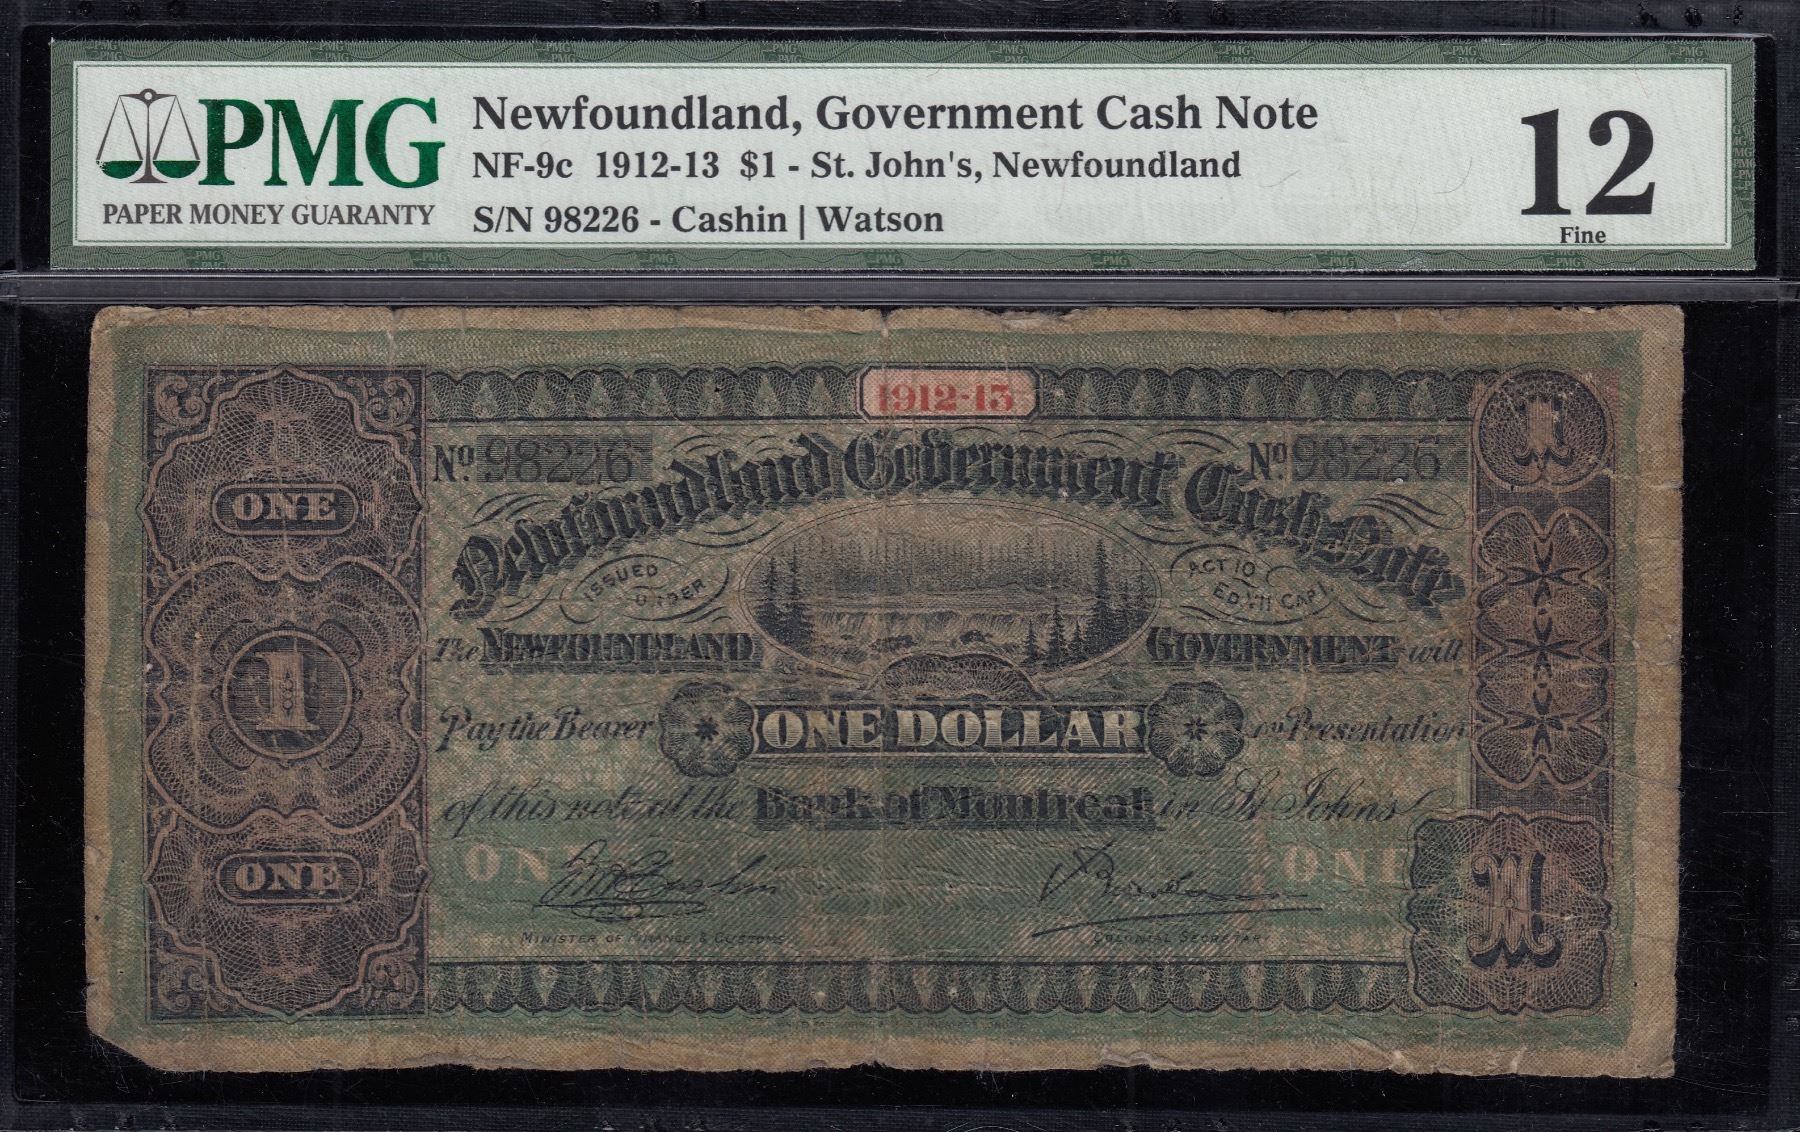 PMG
PAPER MONEY GUARANTY
Newfoundland, Government Cash Note
NF-9c 1912-13 $1 - St. John's, Newfoundland
S/N 98226 - Cashin | Watson
12
Fine
1912-13
No. 98226
No. 98226
Newfoundland Government Cash Note
ISSUED UNDER
ACT 10 ED VII CAP 1.
The NEWFOUNDLAND GOVERNMENT will
Pay the Bearer ONE DOLLAR on Presentation
of this note at the Bank of Montreal in St Johns
ONE
1
ONE
1
1
ONE
ONE
MINISTER OF FINANCE & CUSTOMS.
COLONIAL SECRETARY.